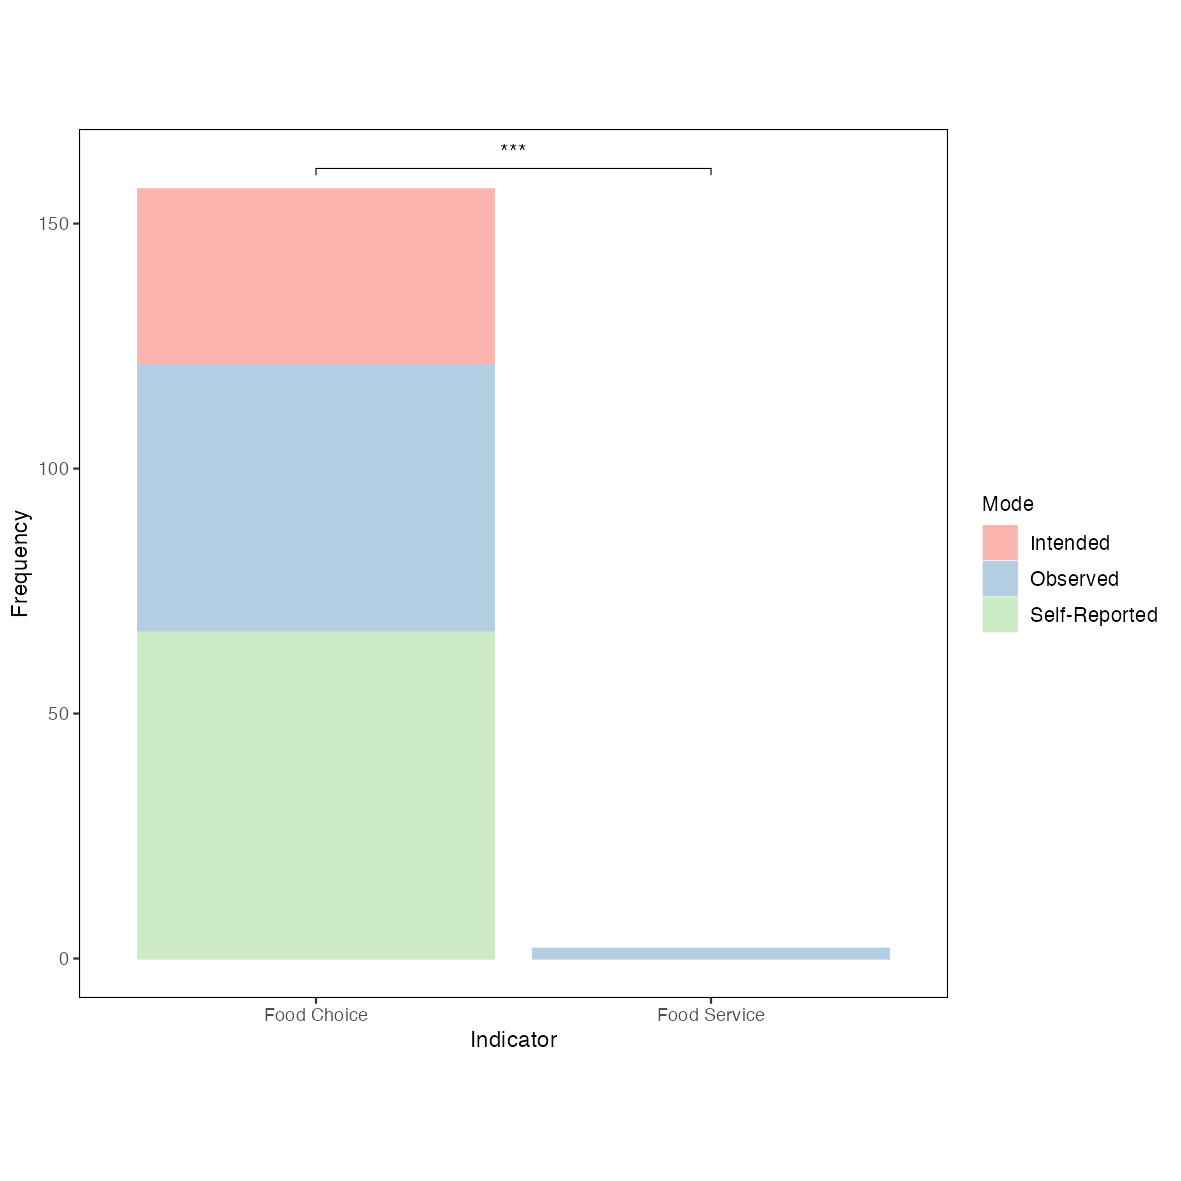 ***
150
100
50
0
Frequency
Food Choice
Food Service
Indicator
Mode
Intended
Observed
Self-Reported